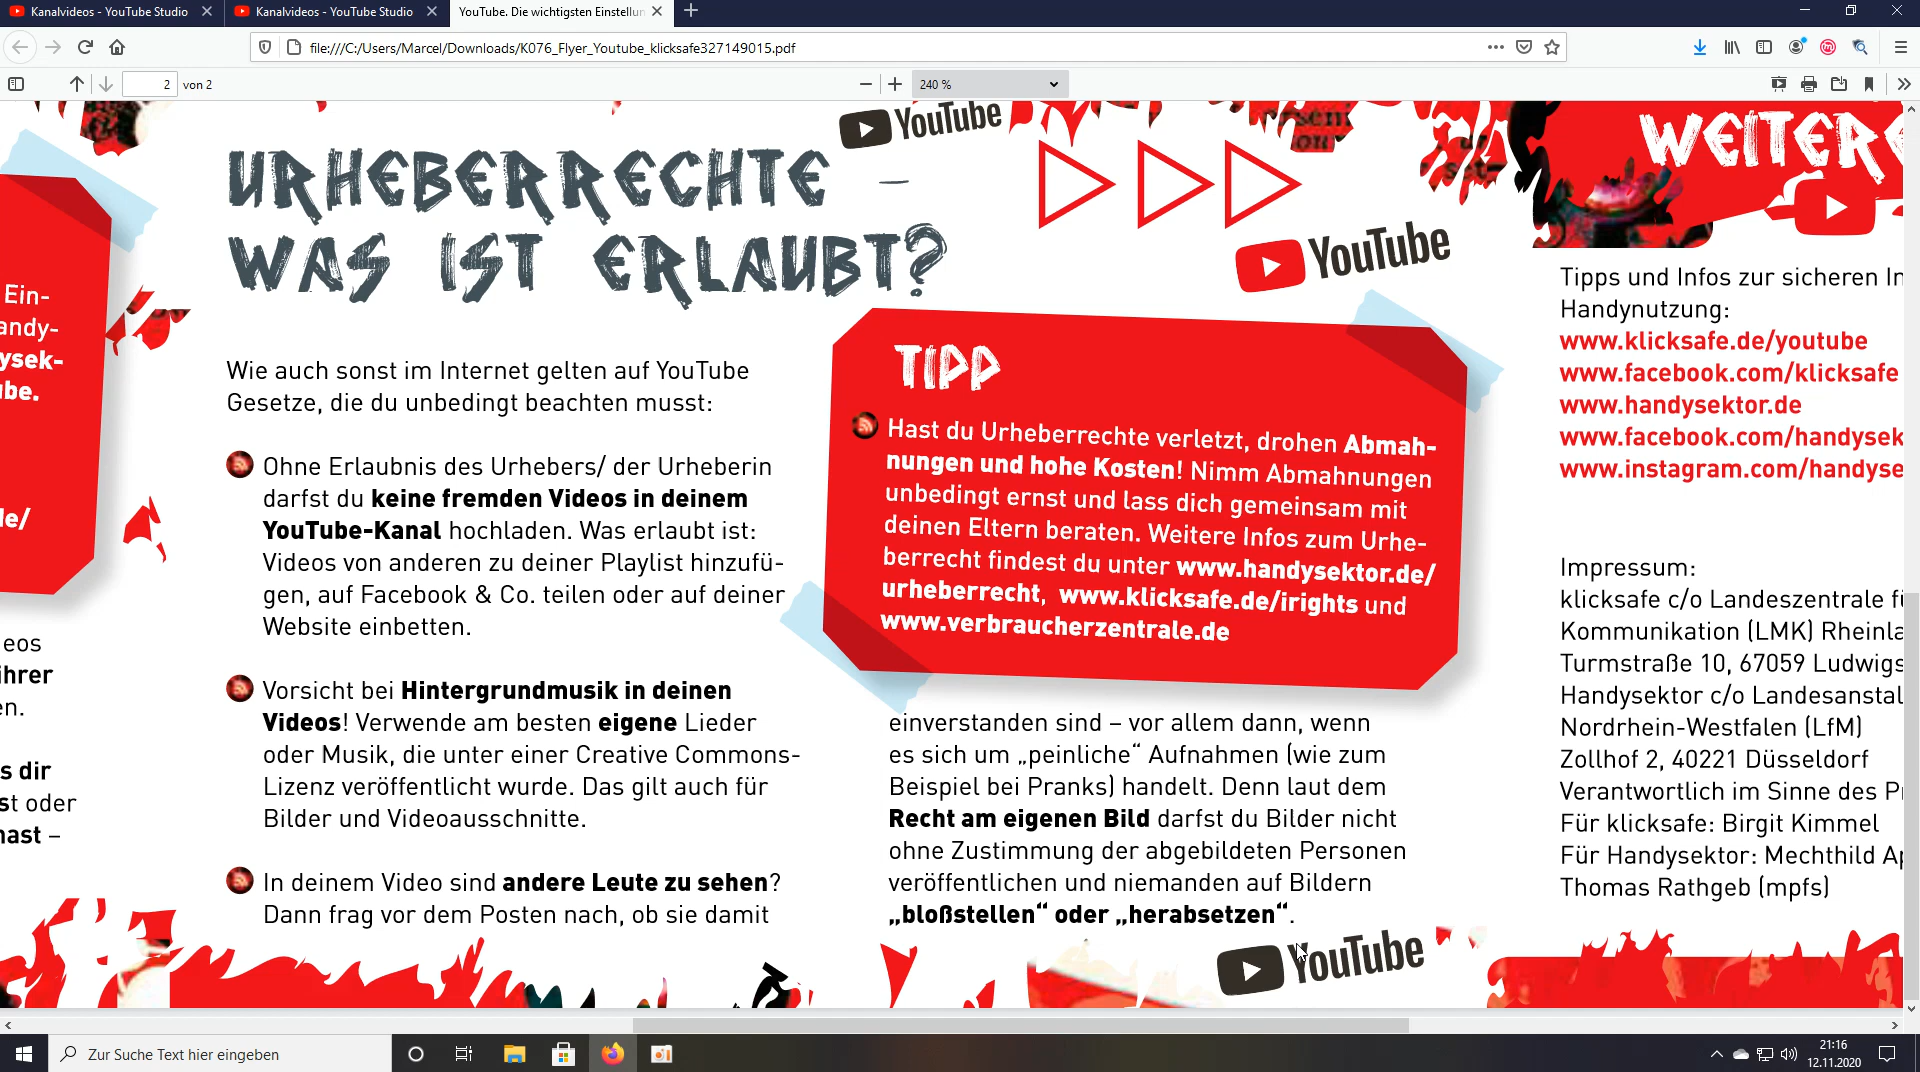 Kanalvideos - YouTube Studio
Kanalvideos - YouTube Studio
YouTube. Die wichtigsten Einstellun
file:///C:/Users/Marcel/Downloads/K076_Flyer_Youtube_klicksafe327149015.pdf
2 von 2
240 %
YouTube
URHEBERRECHTE –
WAS IST ERLAUBT?
YouTube
Ein-
andy-
ysek-
ube.
de/
eos
ihrer
en.
s dir
st oder
hast –
Wie auch sonst im Internet gelten auf YouTube
Gesetze, die du unbedingt beachten musst:
Ohne Erlaubnis des Urhebers/ der Urheberin
darfst du keine fremden Videos in deinem
YouTube-Kanal hochladen. Was erlaubt ist:
Videos von anderen zu deiner Playlist hinzufü-
gen, auf Facebook & Co. teilen oder auf deiner
Website einbetten.
Vorsicht bei Hintergrundmusik in deinen
Videos! Verwende am besten eigene Lieder
oder Musik, die unter einer Creative Commons-
Lizenz veröffentlicht wurde. Das gilt auch für
Bilder und Videoausschnitte.
In deinem Video sind andere Leute zu sehen?
Dann frag vor dem Posten nach, ob sie damit
TIPP
Hast du Urheberrechte verletzt, drohen Abmah-
nungen und hohe Kosten! Nimm Abmahnungen
unbedingt ernst und lass dich gemeinsam mit
deinen Eltern beraten. Weitere Infos zum Urhe-
berrecht findest du unter www.handysektor.de/
urheberrecht, www.klicksafe.de/irights und
www.verbraucherzentrale.de
einverstanden sind – vor allem dann, wenn
es sich um „peinliche“ Aufnahmen (wie zum
Beispiel bei Pranks) handelt. Denn laut dem
Recht am eigenen Bild darfst du Bilder nicht
ohne Zustimmung der abgebildeten Personen
veröffentlichen und niemanden auf Bildern
„bloßstellen“ oder „herabsetzen“.
YouTube
WEITERE
Tipps und Infos zur sicheren In
Handynutzung:
www.klicksafe.de/youtube
www.facebook.com/klicksafe
www.handysektor.de
www.facebook.com/handysek
www.instagram.com/handyse
Impressum:
klicksafe c/o Landeszentrale fü
Kommunikation (LMK) Rheinla
Turmstraße 10, 67059 Ludwigs
Handysektor c/o Landesanstal
Nordrhein-Westfalen (LfM)
Zollhof 2, 40221 Düsseldorf
Verantwortlich im Sinne des Pr
Für klicksafe: Birgit Kimmel
Für Handysektor: Mechthild Ap
Thomas Rathgeb (mpfs)
Zur Suche Text hier eingeben
21:16
12.11.2020